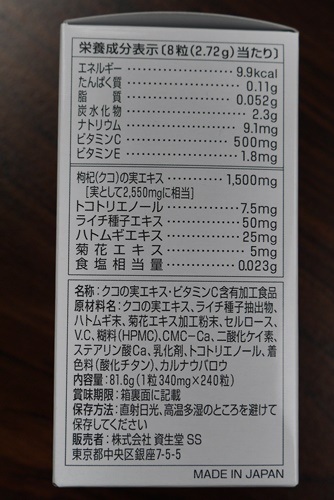 栄養成分表示〔8粒(2.72g)当たり〕
エネルギー 9.9kcal
たんぱく質 0.11g
脂質 0.052g
炭水化物 2.3g
ナトリウム 9.1mg
ビタミンC 500mg
ビタミンE 1.8mg
枸杞(クコ)の実エキス 1,500mg
[実として2,550mgに相当]
トコトリエノール 7.5mg
ライチ種子エキス 50mg
ハトムギエキス 25mg
菊花エキス 5mg
食塩相当量 0.023g
名称:クコの実エキス・ビタミンC含有加工食品
原材料名:クコの実エキス、ライチ種子抽出物、
ハトムギ末、菊花エキス加工粉末、セルロース、
V.C、糊料(HPMC)、CMC-Ca、二酸化ケイ素、
ステアリン酸Ca、乳化剤、トコトリエノール、着
色料(酸化チタン)、カルナウバロウ
内容量:81.6g(1粒340mg×240粒)
賞味期限:箱裏面に記載
保存方法:直射日光、高温多湿のところを避けて
保存してください
販売者:株式会社 資生堂 SS
東京都中央区銀座7-5-5
MADE IN JAPAN